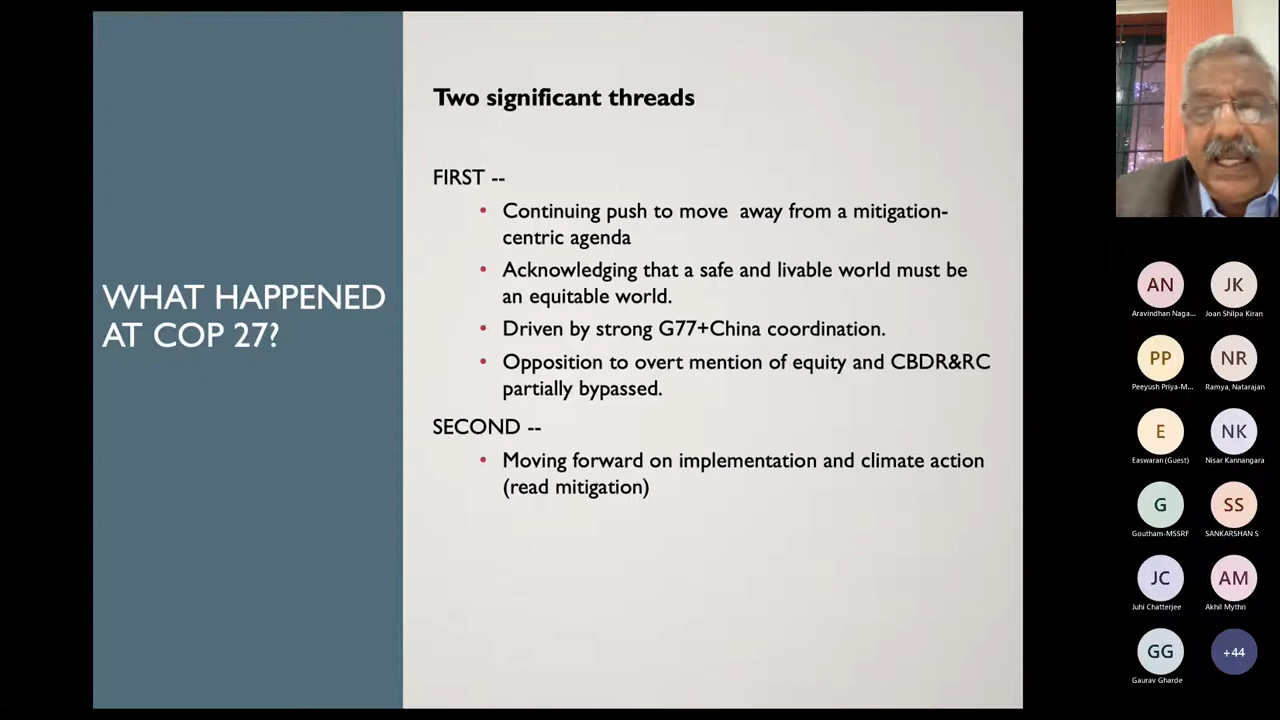 WHAT HAPPENED
AT COP 27?
Two significant threads
FIRST --
• Continuing push to move away from a mitigation-
centric agenda
• Acknowledging that a safe and livable world must be
an equitable world.
• Driven by strong G77+China coordination.
• Opposition to overt mention of equity and CBDR&RC
partially bypassed.
SECOND --
• Moving forward on implementation and climate action
(read mitigation)
AN
Aravindhan Naga...
JK
Joan Shilpa Kiran
PP
Peeyush Priya-M...
NR
Ramya, Natarajan
E
Easwaran (Guest)
NK
Nisar Kannangara
G
Goutham-MSSRF
SS
SANKARSHAN S
JC
Juhi Chatterjee
AM
Akhil Mythri
GG
Gaurav Gharde
+44